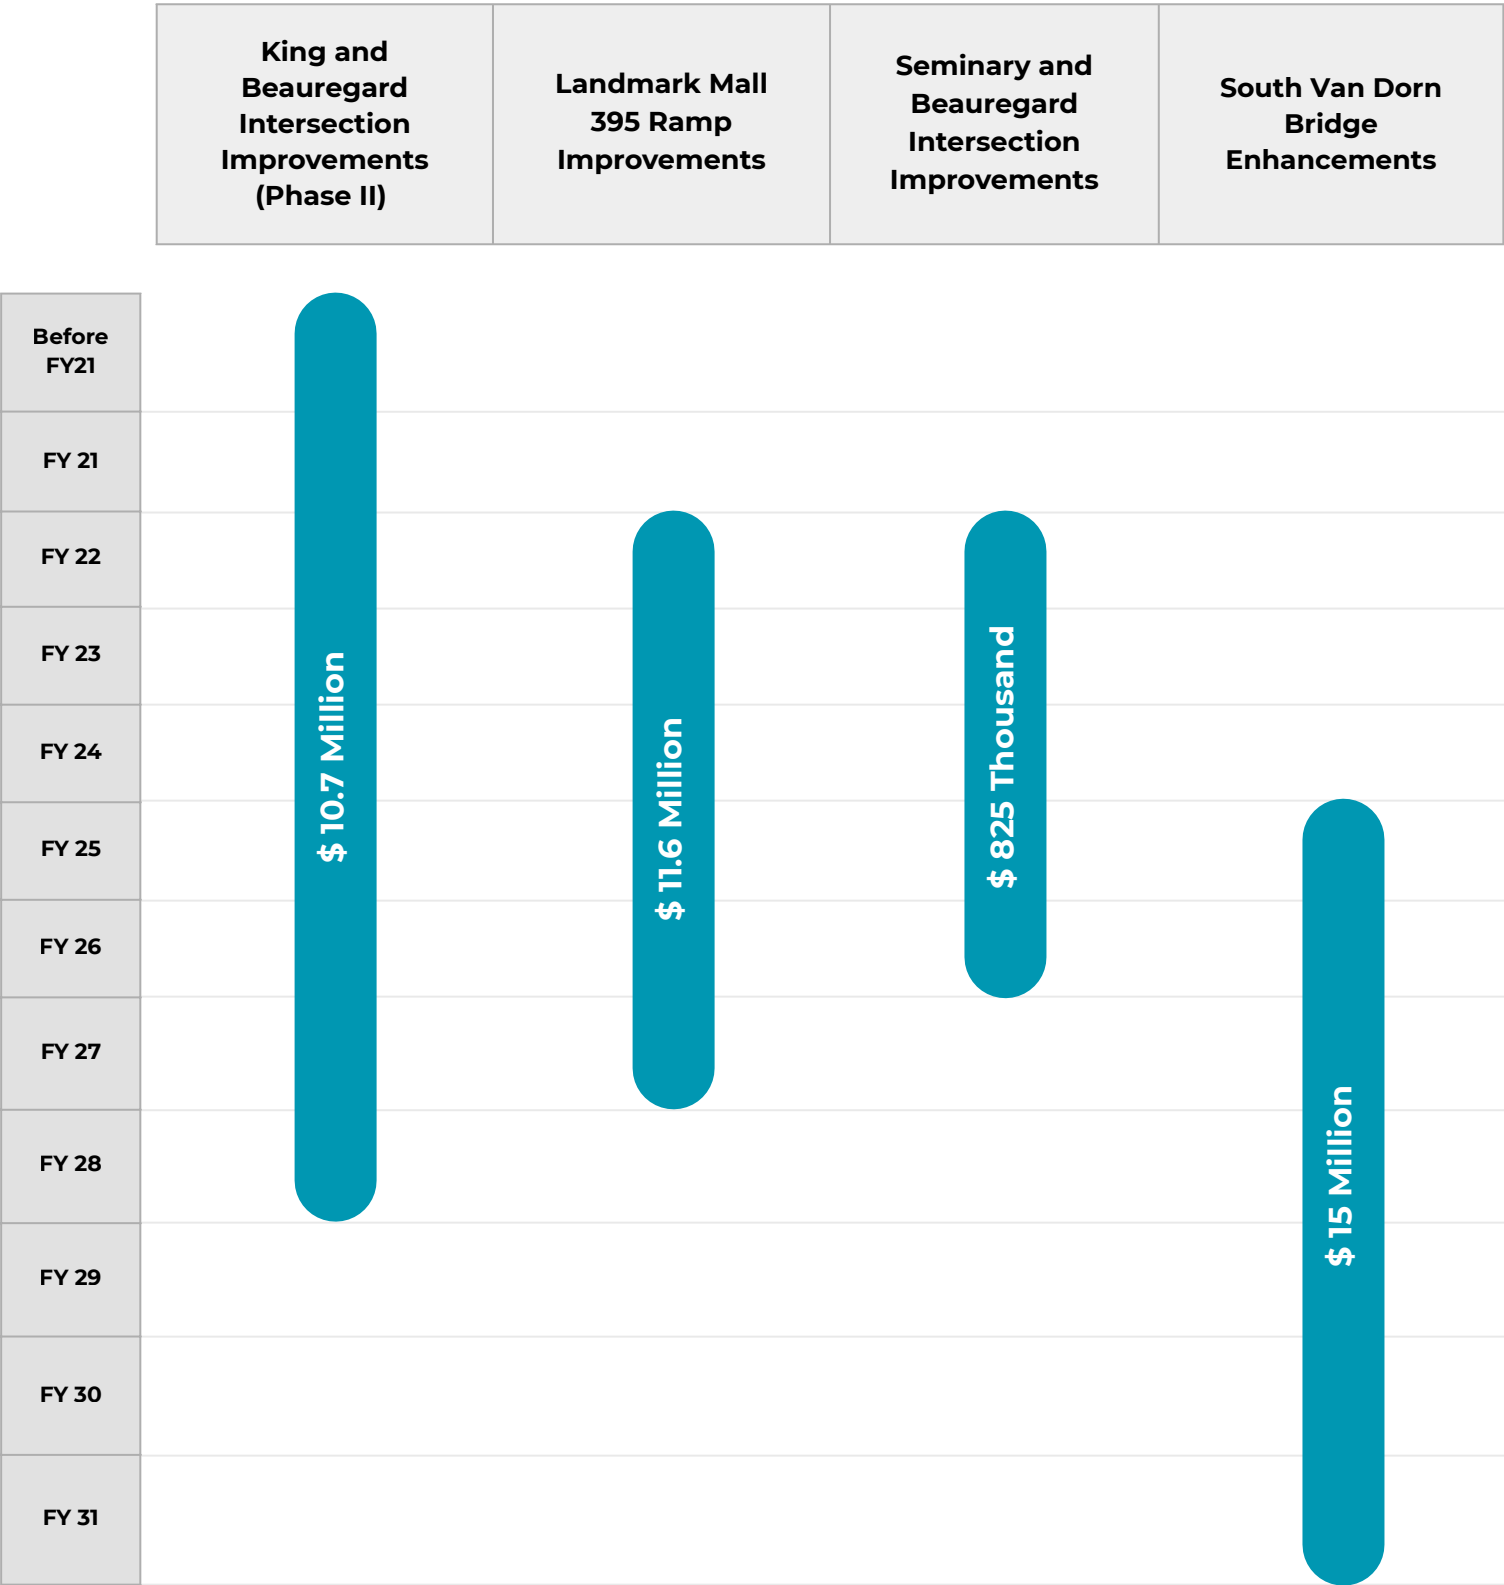 King and
Beauregard
Intersection
Improvements
(Phase II)
Landmark Mall
395 Ramp
Improvements
Seminary and
Beauregard
Intersection
Improvements
South Van Dorn
Bridge
Enhancements
Before
FY21
FY 21
FY 22
FY 23
FY 24
FY 25
FY 26
FY 27
FY 28
FY 29
FY 30
FY 31
$ 10.7 Million
$ 11.6 Million
$ 825 Thousand
$ 15 Million